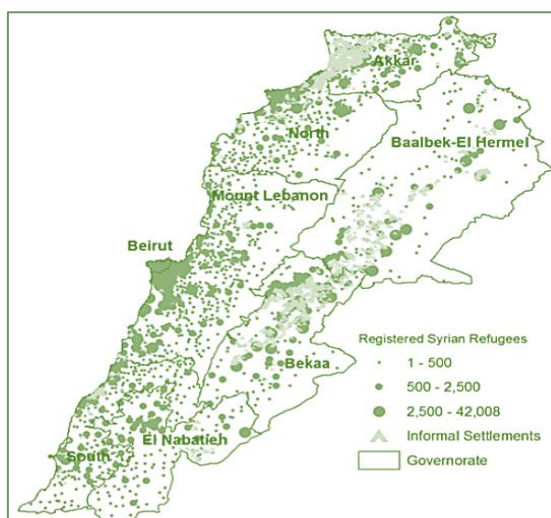 Akkar
North
Baalbek-El Hermel
Mount Lebanon
Beirut
Registered Syrian Refugees
1 - 500
500 - 2,500
2,500 - 42,008
Bekaa
Informal Settlements
El Nabatieh
Governorate
South